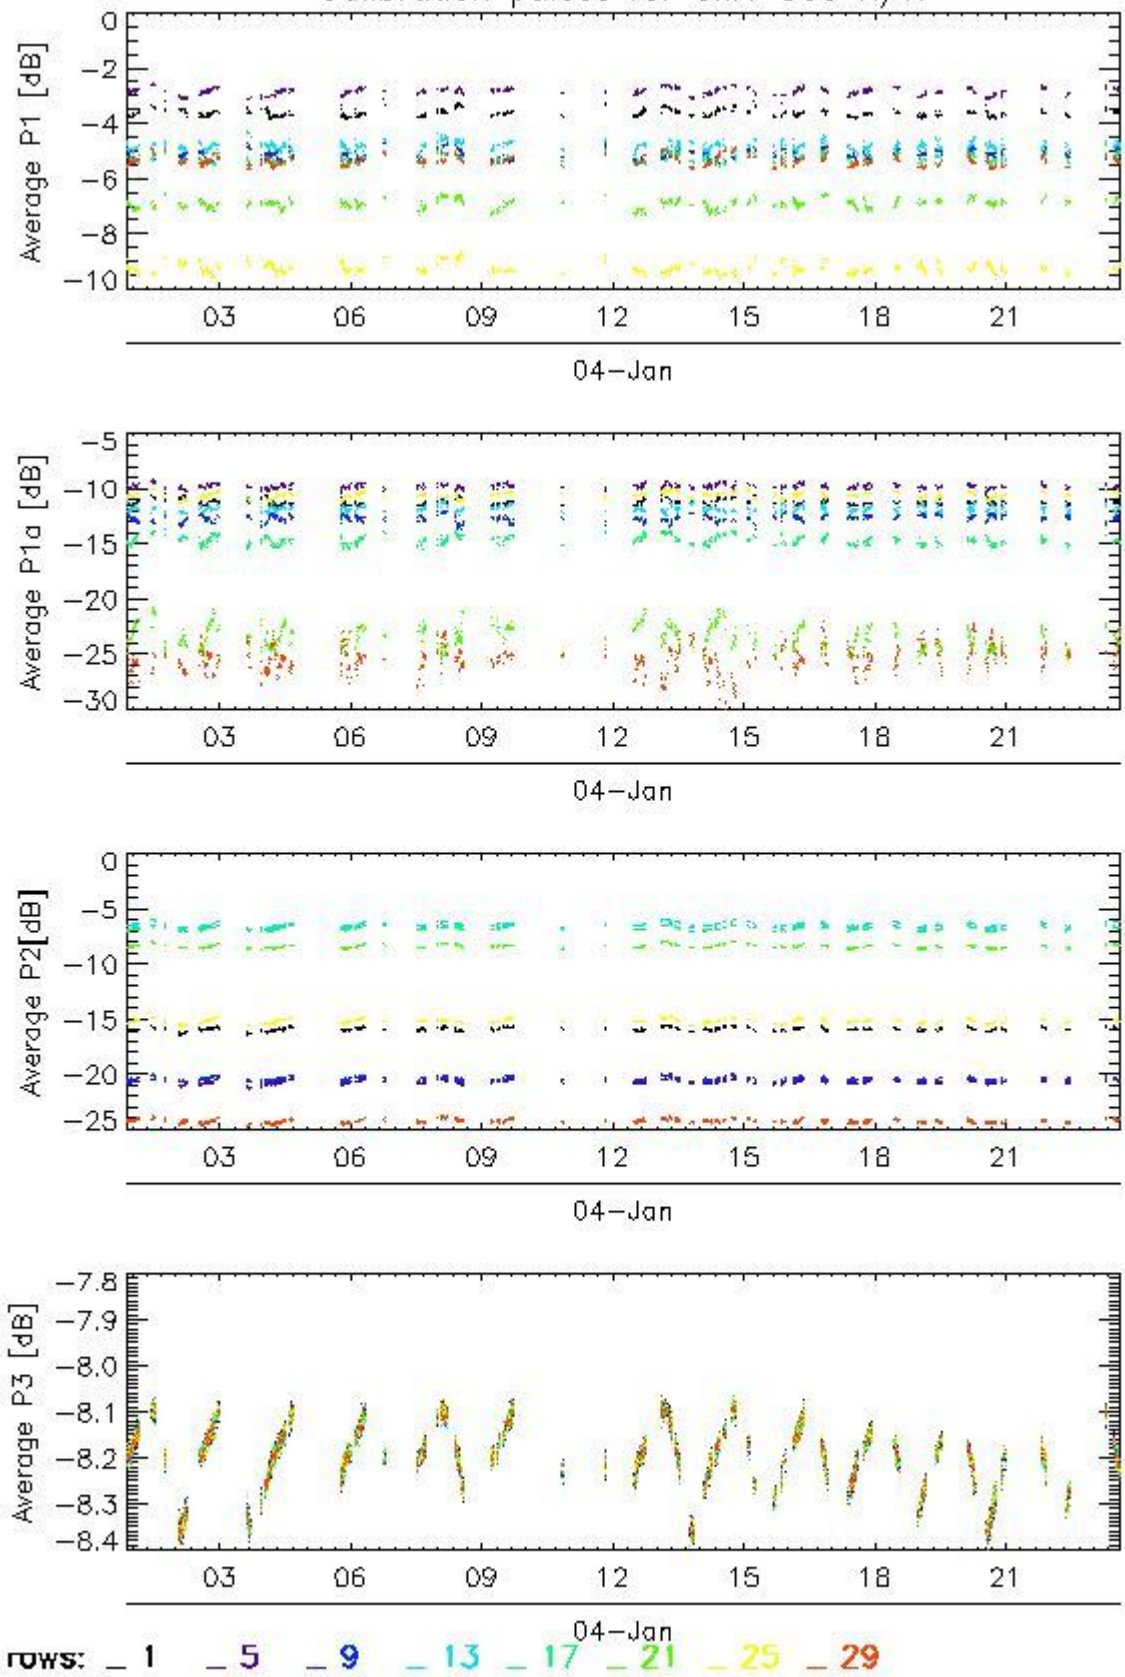 0
−2
−4
−6
−8
−10
Average P1 [dB]
03 06 09 12 15 18 21
04−Jan
−5
−10
−15
−20
−25
−30
Average P1a [dB]
03 06 09 12 15 18 21
04−Jan
0
−5
−10
−15
−20
−25
Average P2[dB]
03 06 09 12 15 18 21
04−Jan
−7.8
−7.9
−8.0
−8.1
−8.2
−8.3
−8.4
Average P3 [dB]
03 06 09 12 15 18 21
04−Jan
rows: _ 1 _ 5 _ 9 _ 13 _ 17 _ 21 _ 25 _ 29